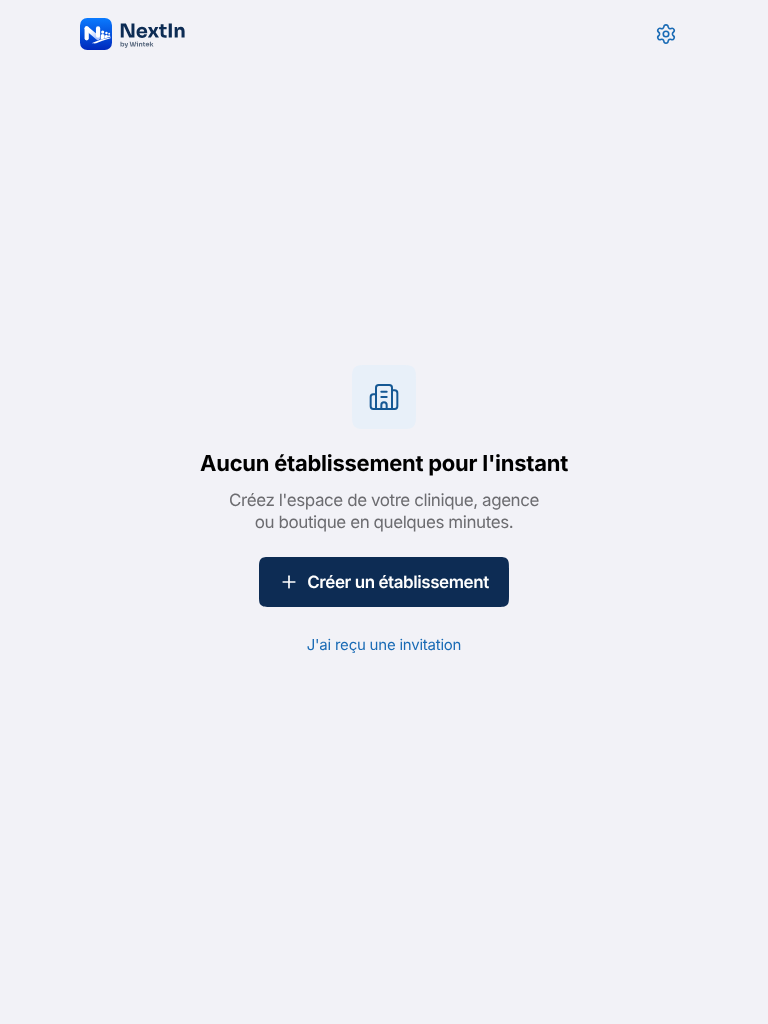 NextIn
by Wintek
Aucun établissement pour l'instant
Créez l'espace de votre clinique, agence
ou boutique en quelques minutes.
Créer un établissement
J'ai reçu une invitation